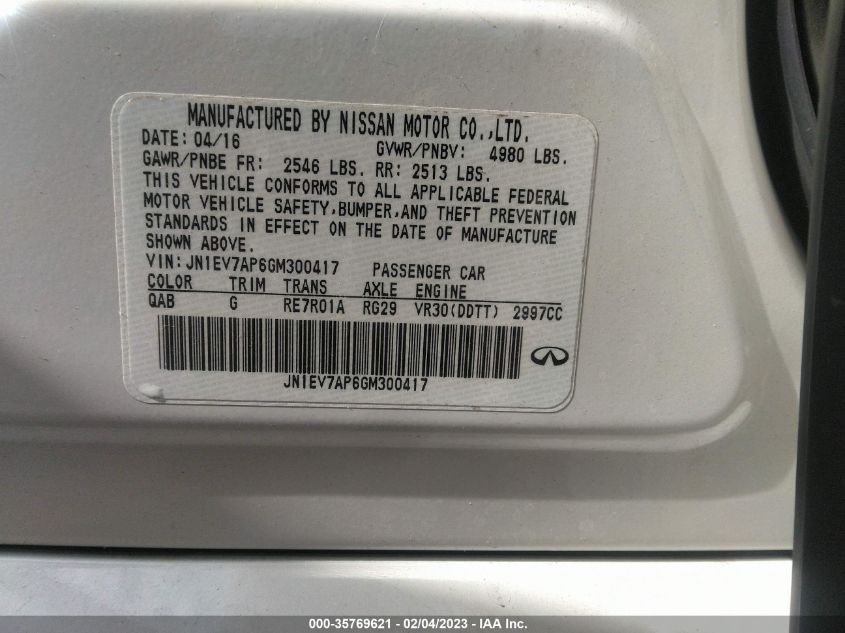 MANUFACTURED BY NISSAN MOTOR CO.,LTD.
DATE: 04/16 GVWR/PNBV: 4980 LBS.
GAWR/PNBE FR: 2546 LBS. RR: 2513 LBS.
THIS VEHICLE CONFORMS TO ALL APPLICABLE FEDERAL
MOTOR VEHICLE SAFETY,BUMPER,AND THEFT PREVENTION
STANDARDS IN EFFECT ON THE DATE OF MANUFACTURE
SHOWN ABOVE.
VIN:JN1EV7AP6GM300417 PASSENGER CAR
COLOR TRIM TRANS AXLE ENGINE
QAB G RE7R01A RG29 VR30(DDTT) 2997CC
JN1EV7AP6GM300417
000-35769621 - 02/04/2023 - IAA Inc.